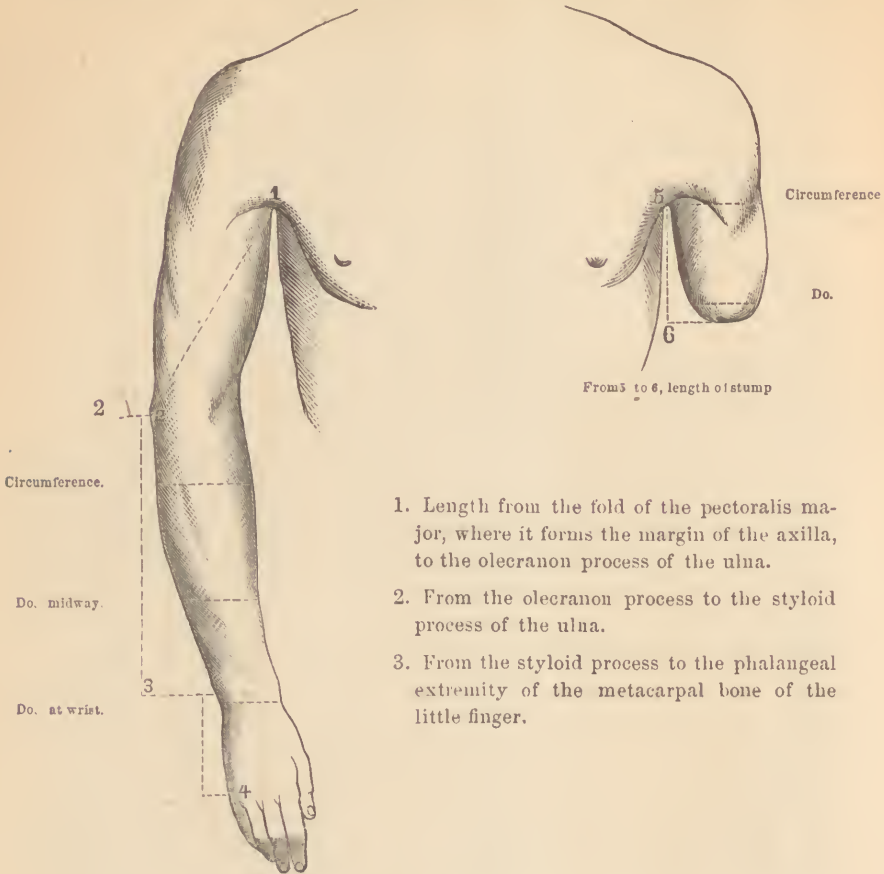 1
5
Circumference
Do.
6
From 5 to 6, length of stump
2
Circumference.
Do. midway.
3
Do. at wrist.
4
1. Length from the fold of the pectoralis ma-
jor, where it forms the margin of the axilla,
to the olecranon process of the ulna.
2. From the olecranon process to the styloid
process of the ulna.
3. From the styloid process to the phalangeal
extremity of the metacarpal bone of the
little finger.